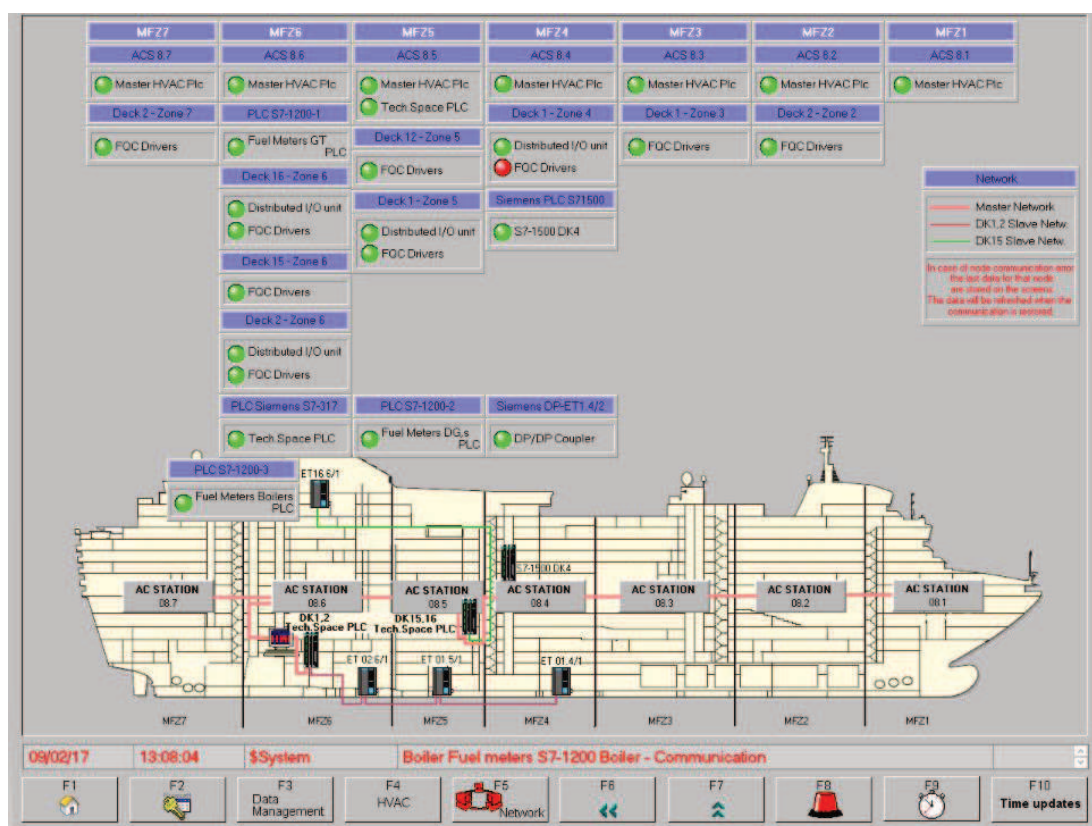 MFZ7
MFZ6
MFZ5
MFZ4
MFZ3
MFZ2
MFZ1
ACS 8.7
ACS 8.6
ACS 8.5
ACS 8.4
ACS 8.3
ACS 8.2
ACS 8.1
Master HVAC Plc
Master HVAC Plc
Master HVAC Plc
Master HVAC Plc
Master HVAC Plc
Master HVAC Plc
Master HVAC Plc
Tech Space PLC
Deck 2 - Zone 7
PLC S7-1200-1
Deck 1 - Zone 4
Deck 1 - Zone 3
Deck 2 - Zone 2
FQC Drivers
Fuel Meters GT
PLC
Deck 12 - Zone 5
Distributed I/O unit
FQC Drivers
FQC Drivers
FQC Drivers
FQC Drivers
Deck 16 - Zone 6
Distributed I/O unit
FQC Drivers
Deck 1 - Zone 5
Distributed I/O unit
FQC Drivers
Siemens PLC S71500
S7-1500 DK4
Deck 15 - Zone 6
FQC Drivers
Deck 2 - Zone 6
Distributed I/O unit
FQC Drivers
PLC Siemens S7-317
PLC S7-1200-2
Siemens DP-ET1.4/2
Tech.Space PLC
Fuel Meters DG,s
PLC
DP/DP Coupler
PLC S7-1200-3
Fuel Meters Boilers
PLC
Network
Master Network
DK1,2 Slave Netw.
DK15 Slave Netw.
In case of node communication error
the last data for that node
are stored on the screens.
The data will be refreshed when the
communication is restored.
ET16.6/1
S7-1500 DK4
AC STATION
08.7
AC STATION
08.6
AC STATION
08.5
AC STATION
08.4
AC STATION
08.3
AC STATION
08.2
AC STATION
08.1
DK1,2
Tech.Space PLC
DK15,16
Tech.Space PLC
ET 02.6/1
ET 01.5/1
ET 01.4/1
MFZ7
MFZ6
MFZ5
MFZ4
MFZ3
MFZ2
MFZ1
09/02/17
13:08:04
$System
Boiler Fuel meters S7-1200 Boiler - Communication
F1
F2
F3
Data
Management
F4
HVAC
F5
Network
F6
F7
F8
F9
F10
Time updates